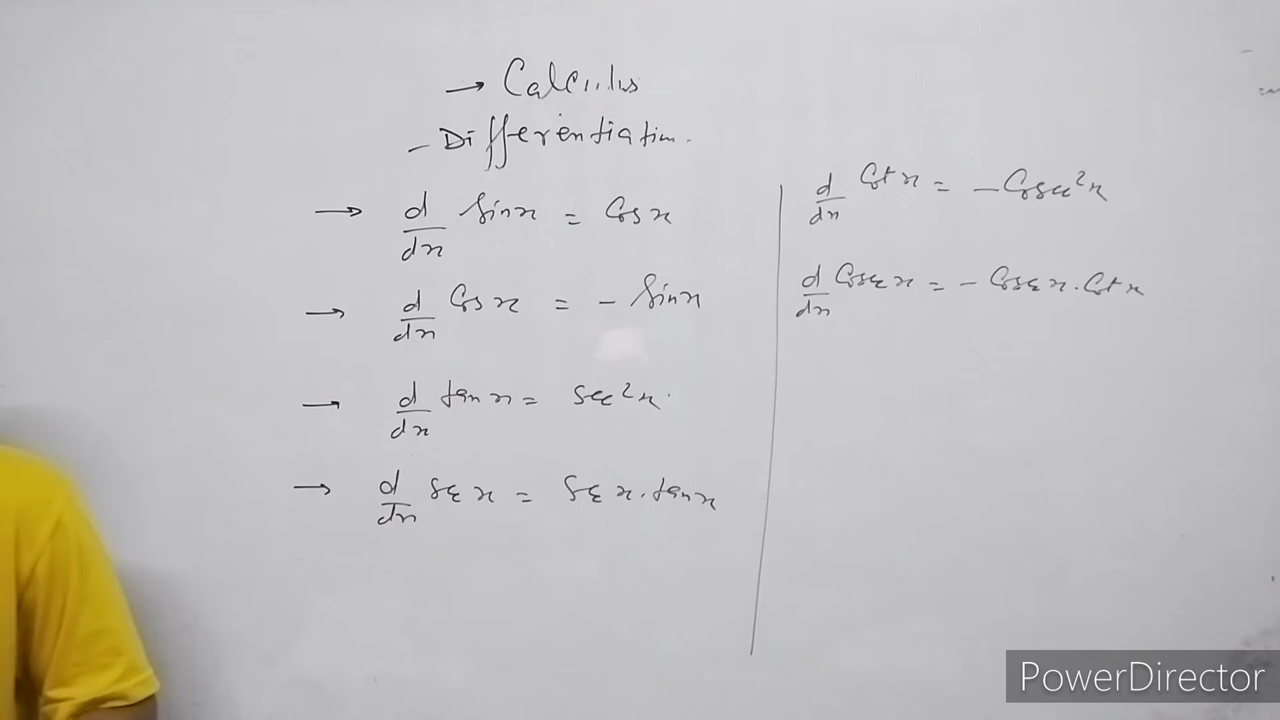 → Calculus
- Differentiation.
→ d/dx Sinx = Cosx
→ d/dx Cosx = - Sinx
→ d/dx tanx = Sec²x.
→ d/dx Secx = Secx.tanx
d/dx Cotx = -Cosec²x
d/dx Cosecx = - Cosecx.Cotx
PowerDirector